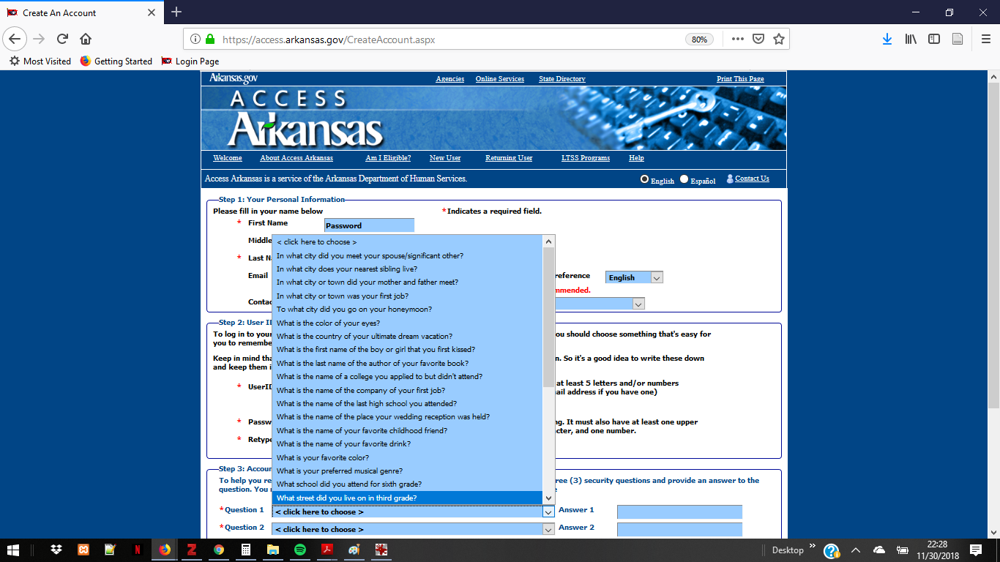 Create An Account
https://access.arkansas.gov/CreateAccount.aspx
80%
Most Visited
Getting Started
Login Page
Arkansas.gov
Agencies
Online Services
State Directory
Print This Page
ACCESS
Arkansas
Welcome
About Access Arkansas
Am I Eligible?
New User
Returning User
LTSS Programs
Help
Access Arkansas is a service of the Arkansas Department of Human Services.
English
Español
Contact Us
Step 1: Your Personal Information
Please fill in your name below
*Indicates a required field.
* First Name
Password
Middle
* Last N
Email
reference
English
mmended.
Contac
< click here to choose >
In what city did you meet your spouse/significant other?
In what city does your nearest sibling live?
In what city or town did your mother and father meet?
In what city or town was your first job?
To what city did you go on your honeymoon?
What is the color of your eyes?
What is the country of your ultimate dream vacation?
What is the first name of the boy or girl that you first kissed?
What is the last name of the author of your favorite book?
What is the name of a college you applied to but didn't attend?
What is the name of the company of your first job?
What is the name of the last high school you attended?
What is the name of the place your wedding reception was held?
What is the name of your favorite childhood friend?
What is the name of your favorite drink?
What is your favorite color?
What is your preferred musical genre?
What school did you attend for sixth grade?
What street did you live on in third grade?
Step 2: User I
To log in to your
ou should choose something that's easy for
you to remembe
Keep in mind tha
n. So it's a good idea to write these down
and keep them i
* UserID
at least 5 letters and/or numbers
ail address if you have one)
* Passw
ng. It must also have at least one upper
cter, and one number.
* Retype
Step 3: Accoun
To help you re
ree (3) security questions and provide an answer to the
question. You
e
*Question 1
< click here to choose >
Answer 1
*Question 2
< click here to choose >
Answer 2
Desktop
22:28
11/30/2018